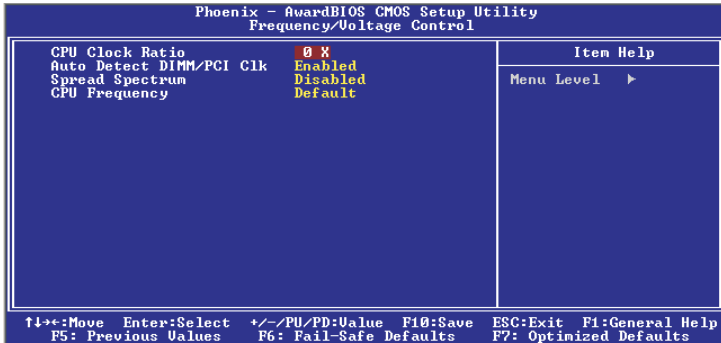 Phoenix - AwardBIOS CMOS Setup Utility
Frequency/Voltage Control
CPU Clock Ratio 0 X
Auto Detect DIMM/PCI Clk Enabled
Spread Spectrum Disabled
CPU Frequency Default
Item Help
Menu Level ▶
↑↓→←:Move Enter:Select +/-/PU/PD:Value F10:Save ESC:Exit F1:General Help
F5: Previous Values F6: Fail-Safe Defaults F7: Optimized Defaults